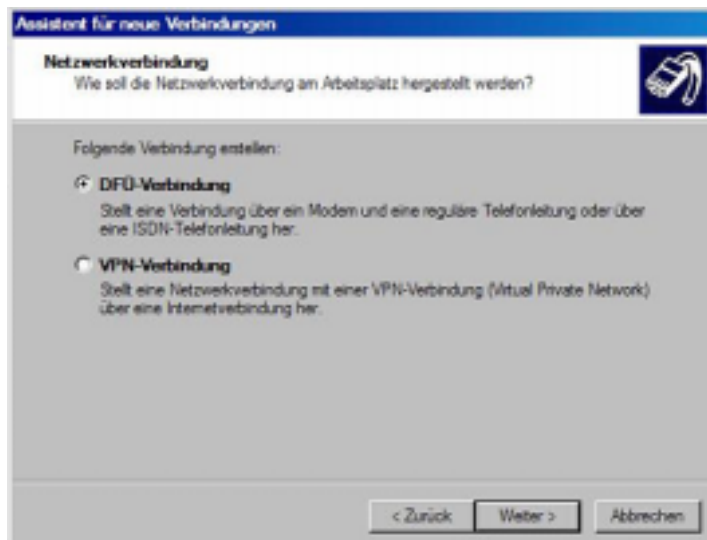 Assistent für neue Verbindungen
Netzwerkverbindung
Wie soll die Netzwerkverbindung am Arbeitsplatz hergestellt werden?
Folgende Verbindung erstellen:
DFÜ-Verbindung
Stellt eine Verbindung über ein Modem und eine reguläre Telefonleitung oder über
eine ISDN-Telefonleitung her.
VPN-Verbindung
Stellt eine Netzwerkverbindung mit einer VPN-Verbindung (Virtual Private Network)
über eine Internetverbindung her.
< Zurück
Weiter >
Abbrechen